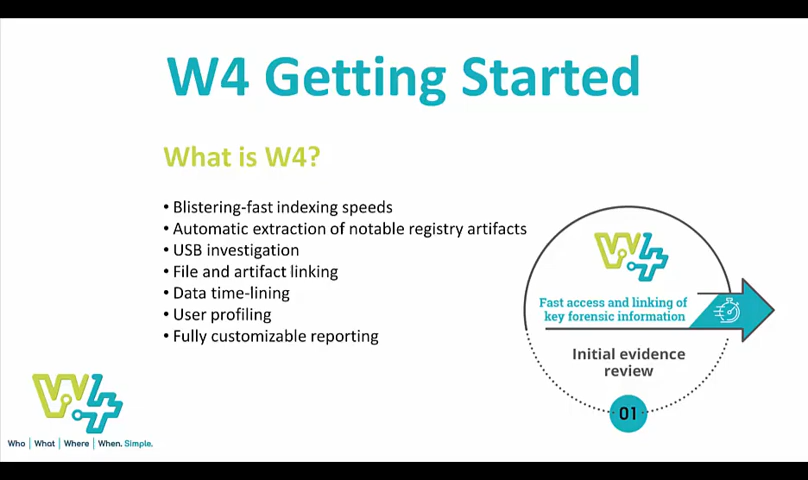 W4 Getting Started
What is W4?
• Blistering-fast indexing speeds
• Automatic extraction of notable registry artifacts
• USB investigation
• File and artifact linking
• Data time-lining
• User profiling
• Fully customizable reporting
W4
Fast access and linking of
key forensic information
Initial evidence
review
01
W4
Who | What | Where | When. Simple.